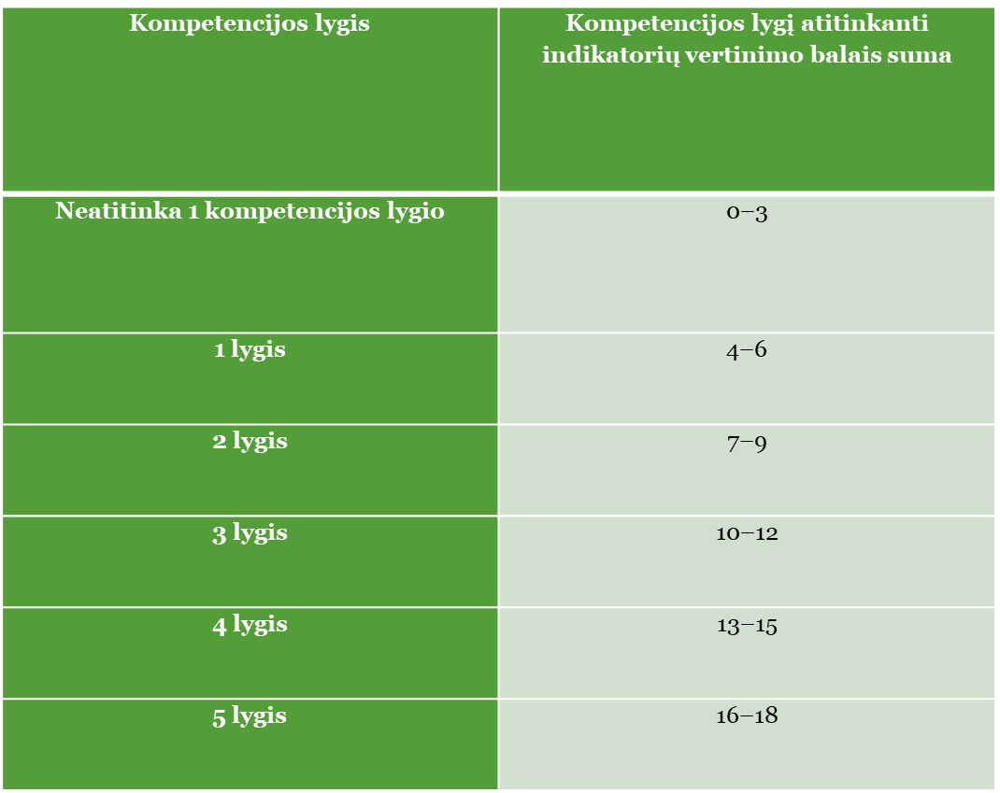 Kompetencijos lygis
Kompetencijos lygį atitinkanti
indikatorių vertinimo balais suma
Neatitinka 1 kompetencijos lygio
0–3
1 lygis
4–6
2 lygis
7–9
3 lygis
10–12
4 lygis
13–15
5 lygis
16–18